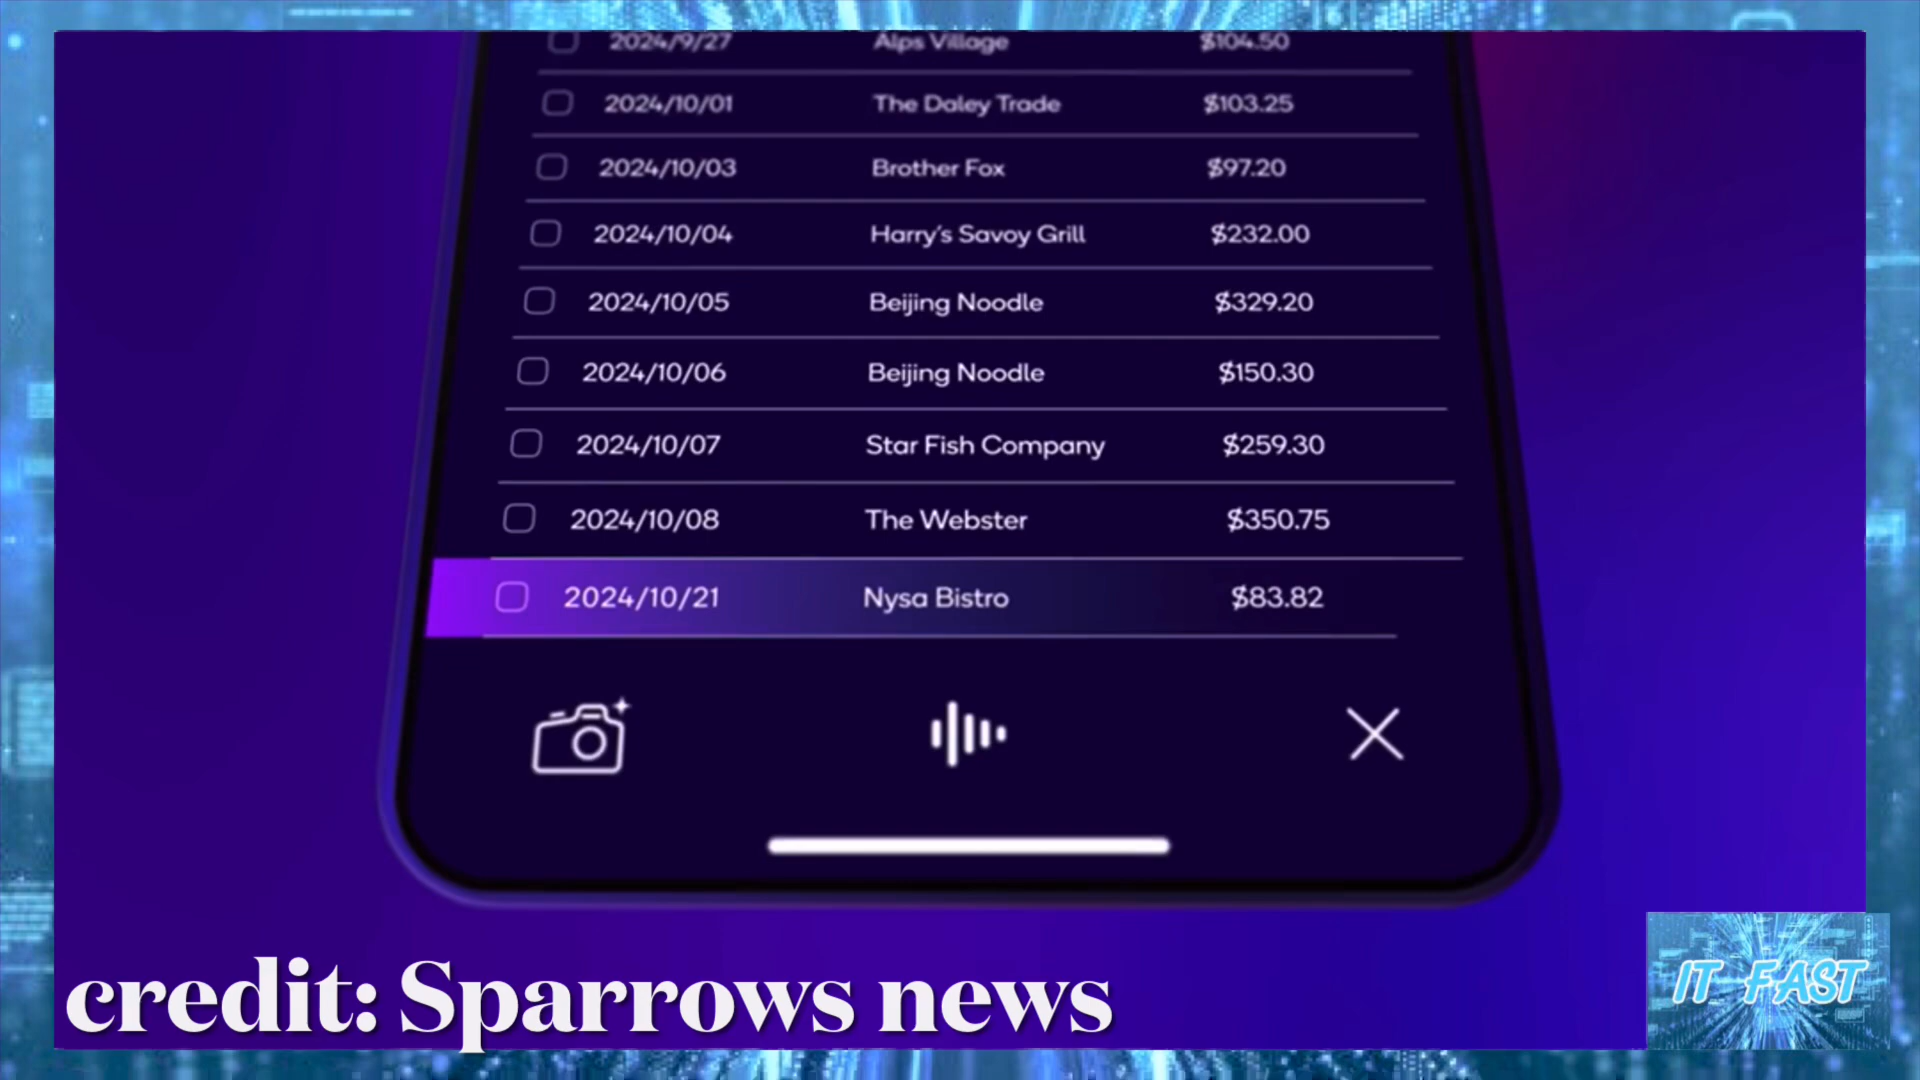 2024/9/27 Alps Village $104.50
2024/10/01 The Daley Trade $103.25
2024/10/03 Brother Fox $97.20
2024/10/04 Harry's Savoy Grill $232.00
2024/10/05 Beijing Noodle $329.20
2024/10/06 Beijing Noodle $150.30
2024/10/07 Star Fish Company $259.30
2024/10/08 The Webster $350.75
2024/10/21 Nysa Bistro $83.82
credit: Sparrows news
IT FAST